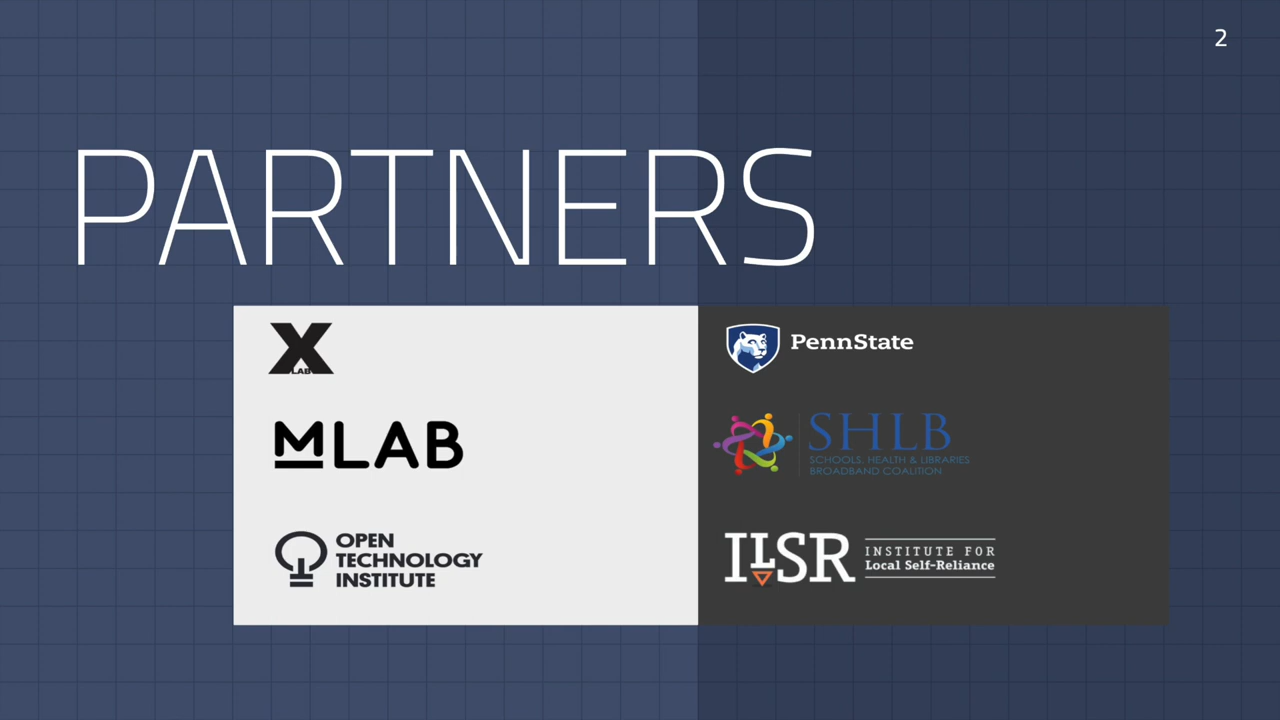 2
PARTNERS
X
LAB
MLAB
OPEN
TECHNOLOGY
INSTITUTE
PennState
SHLB
SCHOOLS, HEALTH & LIBRARIES
BROADBAND COALITION
ILSR
INSTITUTE FOR
Local Self-Reliance